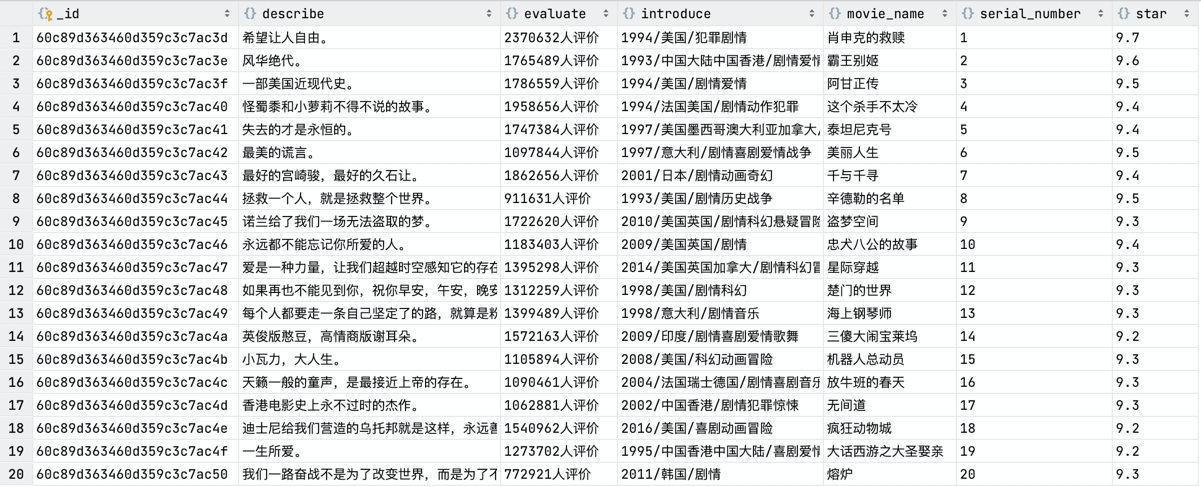 _id describe evaluate introduce movie_name serial_number star
1 60c89d363460d359c3c7ac3d 希望让人自由。 2370632人评价 1994/美国/犯罪剧情 肖申克的救赎 1 9.7
2 60c89d363460d359c3c7ac3e 风华绝代。 1765489人评价 1993/中国大陆中国香港/剧情爱情 霸王别姬 2 9.6
3 60c89d363460d359c3c7ac3f 一部美国近现代史。 1786559人评价 1994/美国/剧情爱情 阿甘正传 3 9.5
4 60c89d363460d359c3c7ac40 怪蜀黍和小萝莉不得不说的故事。 1958656人评价 1994/法国美国/剧情动作犯罪 这个杀手不太冷 4 9.4
5 60c89d363460d359c3c7ac41 失去的才是永恒的。 1747384人评价 1997/美国墨西哥澳大利亚加拿大/ 泰坦尼克号 5 9.4
6 60c89d363460d359c3c7ac42 最美的谎言。 1097844人评价 1997/意大利/剧情喜剧爱情战争 美丽人生 6 9.5
7 60c89d363460d359c3c7ac43 最好的宫崎骏，最好的久石让。 1862656人评价 2001/日本/剧情动画奇幻 千与千寻 7 9.4
8 60c89d363460d359c3c7ac44 拯救一个人，就是拯救整个世界。 911631人评价 1993/美国/剧情历史战争 辛德勒的名单 8 9.5
9 60c89d363460d359c3c7ac45 诺兰给了我们一场无法盗取的梦。 1722620人评价 2010/美国英国/剧情科幻悬疑冒险 盗梦空间 9 9.3
10 60c89d363460d359c3c7ac46 永远都不能忘记你所爱的人。 1183403人评价 2009/美国英国/剧情 忠犬八公的故事 10 9.4
11 60c89d363460d359c3c7ac47 爱是一种力量，让我们超越时空感知它的存在 1395298人评价 2014/美国英国加拿大/剧情科幻冒 星际穿越 11 9.3
12 60c89d363460d359c3c7ac48 如果再也不能见到你，祝你早安，午安，晚安 1312259人评价 1998/美国/剧情科幻 楚门的世界 12 9.3
13 60c89d363460d359c3c7ac49 每个人都要走一条自己坚定了的路，就算是粉 1399489人评价 1998/意大利/剧情音乐 海上钢琴师 13 9.3
14 60c89d363460d359c3c7ac4a 英俊版憨豆，高情商版谢耳朵。 1572163人评价 2009/印度/剧情喜剧爱情歌舞 三傻大闹宝莱坞 14 9.2
15 60c89d363460d359c3c7ac4b 小瓦力，大人生。 1105894人评价 2008/美国/科幻动画冒险 机器人总动员 15 9.3
16 60c89d363460d359c3c7ac4c 天籁一般的童声，是最接近上帝的存在。 1090461人评价 2004/法国瑞士德国/剧情喜剧音乐 放牛班的春天 16 9.3
17 60c89d363460d359c3c7ac4d 香港电影史上永不过时的杰作。 1062881人评价 2002/中国香港/剧情犯罪惊悚 无间道 17 9.3
18 60c89d363460d359c3c7ac4e 迪士尼给我们营造的乌托邦就是这样，永远善 1540962人评价 2016/美国/喜剧动画冒险 疯狂动物城 18 9.2
19 60c89d363460d359c3c7ac4f 一生所爱。 1273702人评价 1995/中国香港中国大陆/喜剧爱情 大话西游之大圣娶亲 19 9.2
20 60c89d363460d359c3c7ac50 我们一路奋战不是为了改变世界，而是为了不 772921人评价 2011/韩国/剧情 熔炉 20 9.3